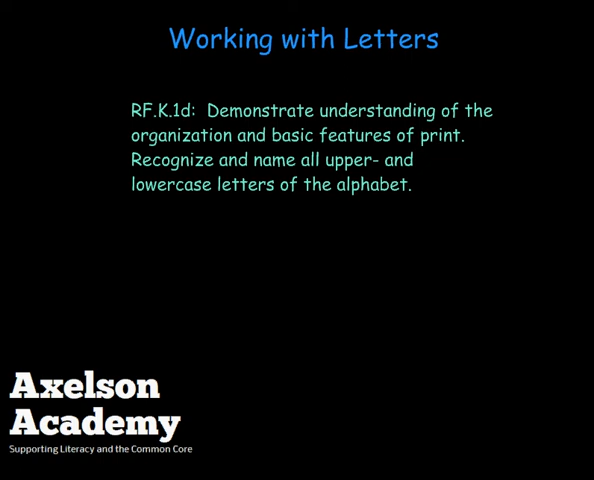 Working with Letters
RF.K.1d:  Demonstrate understanding of the
organization and basic features of print.
Recognize and name all upper- and
lowercase letters of the alphabet.
Axelson
Academy
Supporting Literacy and the Common Core